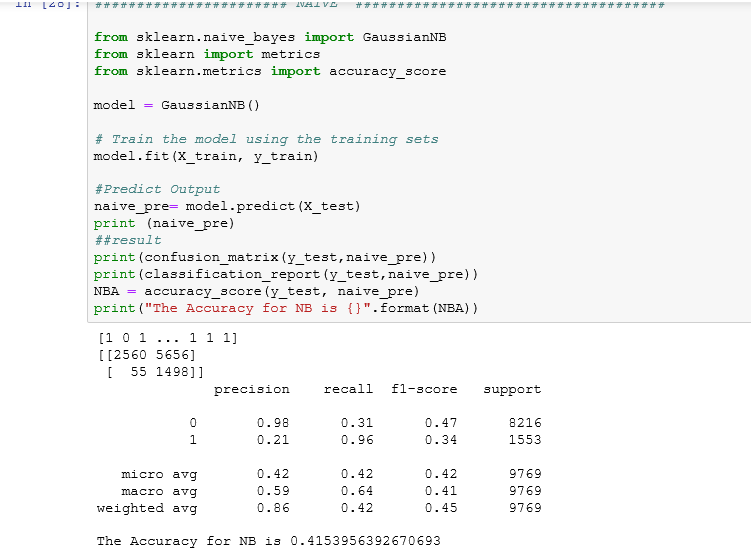 In [28]: ####################### NAIVE #####################################
from sklearn.naive_bayes import GaussianNB
from sklearn import metrics
from sklearn.metrics import accuracy_score
model = GaussianNB()
# Train the model using the training sets
model.fit(X_train, y_train)
#Predict Output
naive_pre= model.predict(X_test)
print (naive_pre)
##result
print(confusion_matrix(y_test,naive_pre))
print(classification_report(y_test,naive_pre))
NBA = accuracy_score(y_test, naive_pre)
print("The Accuracy for NB is {}".format(NBA))
[1 0 1 ... 1 1 1]
[[2560 5656]
[ 55 1498]]
precision recall f1-score support
0 0.98 0.31 0.47 8216
1 0.21 0.96 0.34 1553
micro avg 0.42 0.42 0.42 9769
macro avg 0.59 0.64 0.41 9769
weighted avg 0.86 0.42 0.45 9769
The Accuracy for NB is 0.4153956392670693